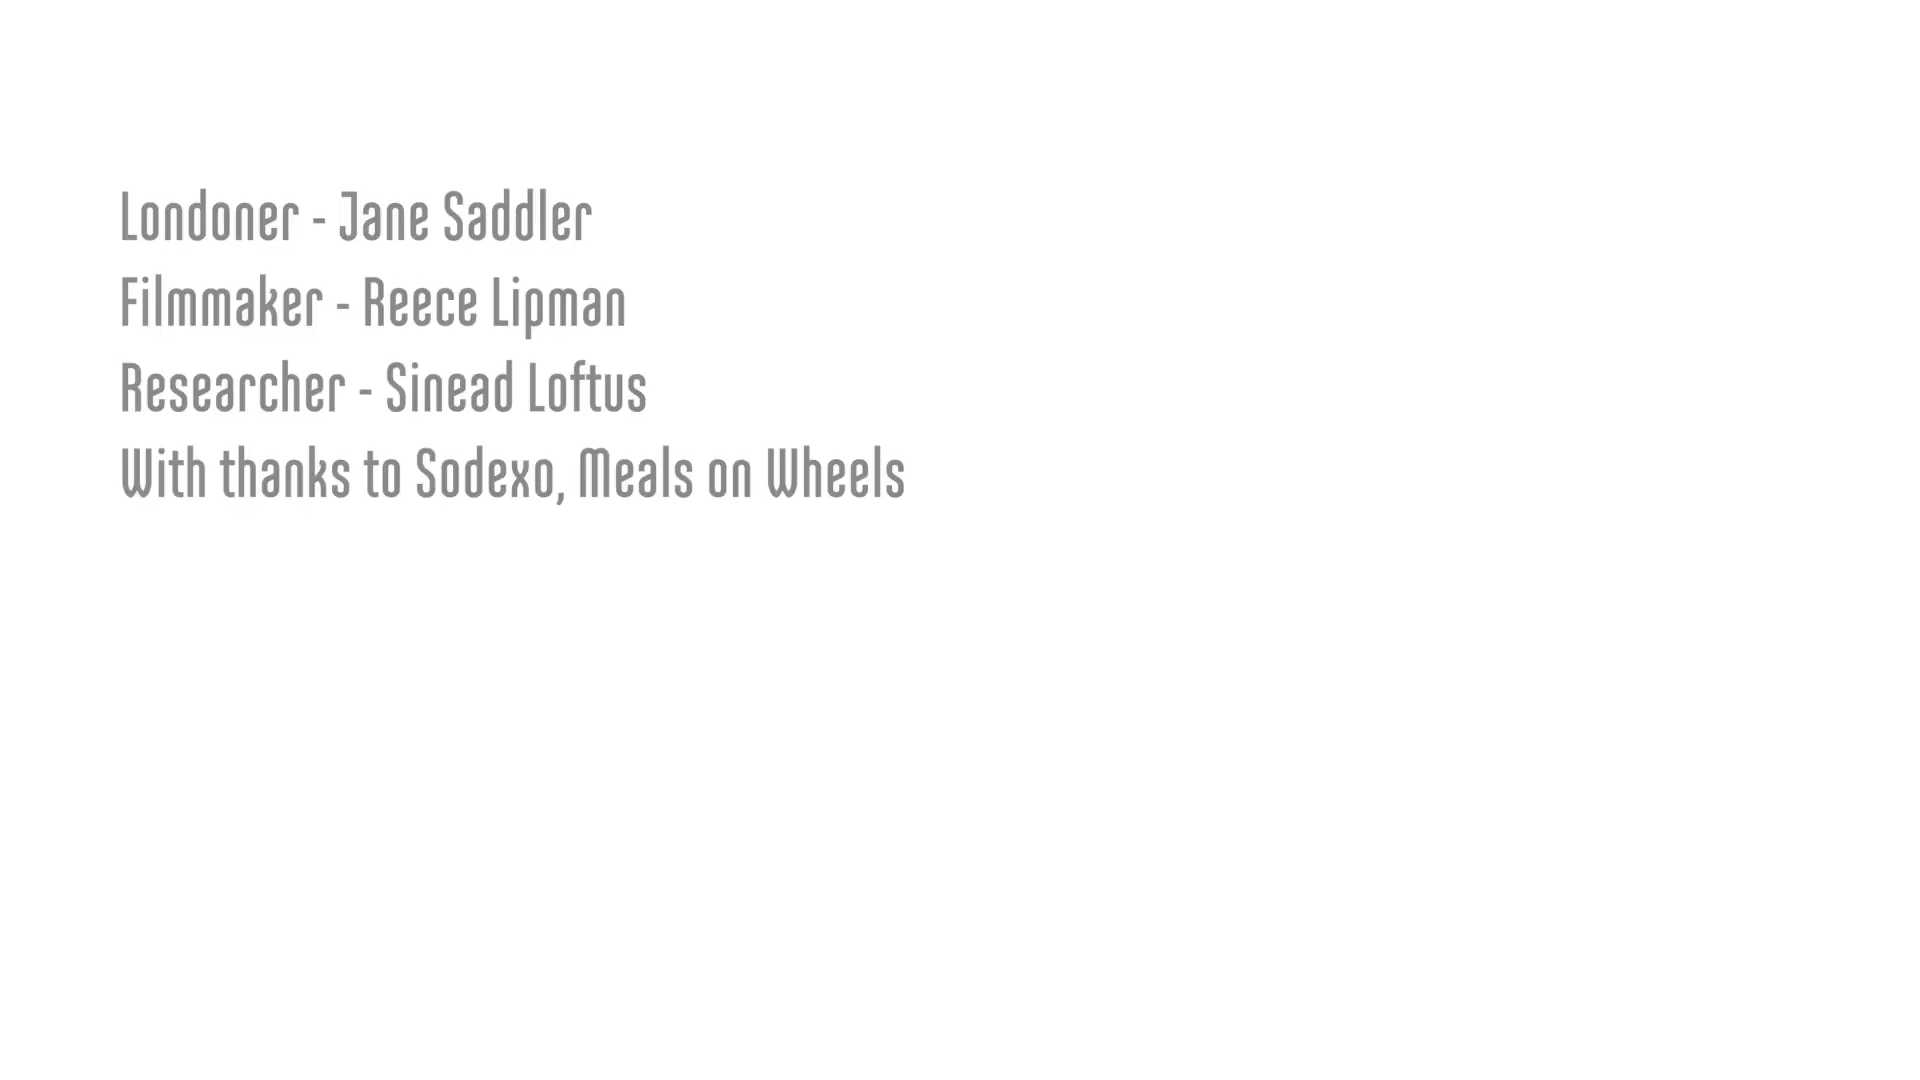 Londoner - Jane Saddler
Filmmaker - Reece Lipman
Researcher - Sinead Loftus
With thanks to Sodexo, Meals on Wheels